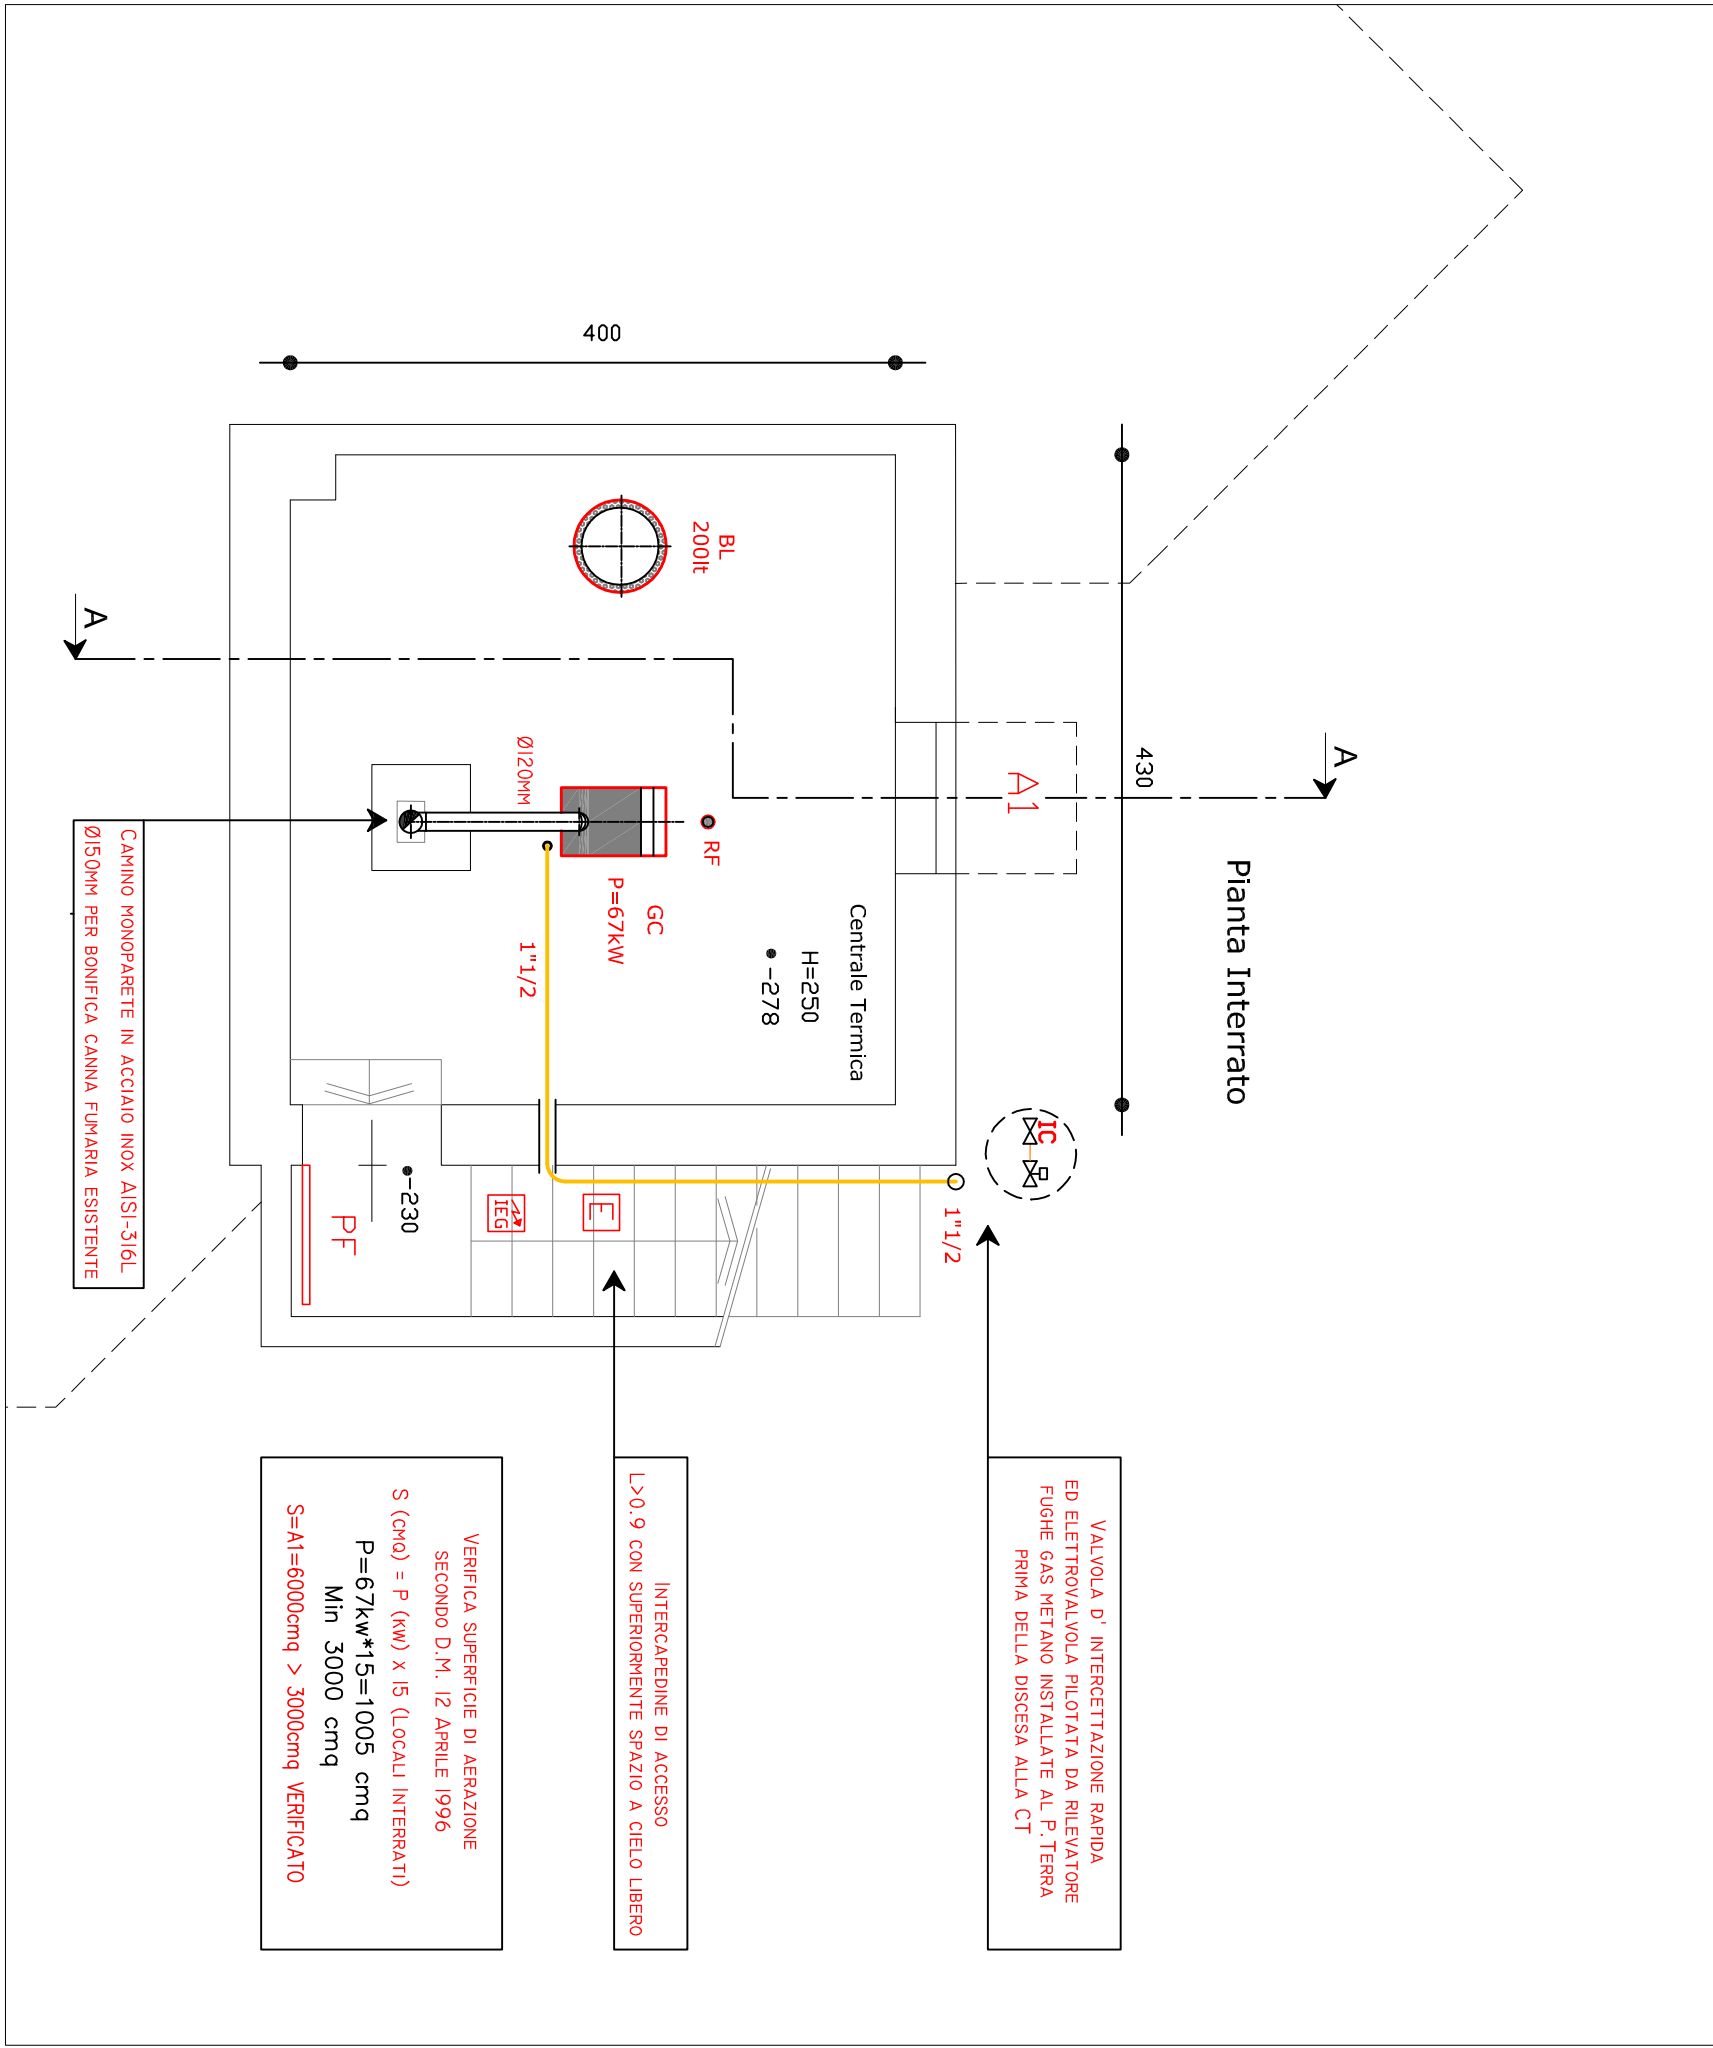 Pianta Interrato
A
A
430
400
A1
BL
200lt
RF
GC
P=67kW
Ø120MM
1"1/2
Centrale Termica
H=250
-278
IC
1"1/2
E
IEG
-230
PF
CAMINO MONOPARETE IN ACCIAIO INOX AISI-316L
Ø150MM PER BONIFICA CANNA FUMARIA ESISTENTE
VALVOLA D' INTERCETTAZIONE RAPIDA
ED ELETTROVALVOLA PILOTATA DA RILEVATORE
FUGHE GAS METANO INSTALLATE AL P.TERRA
PRIMA DELLA DISCESA ALLA CT
INTERCAPEDINE DI ACCESSO
L>0.9 CON SUPERIORMENTE SPAZIO A CIELO LIBERO
VERIFICA SUPERFICIE DI AERAZIONE
SECONDO D.M. 12 APRILE 1996
S (CMQ) = P (KW) X 15 (LOCALI INTERRATI)
P=67kw*15=1005 cmq
Min 3000 cmq
S=A1=6000cmq > 3000cmq VERIFICATO